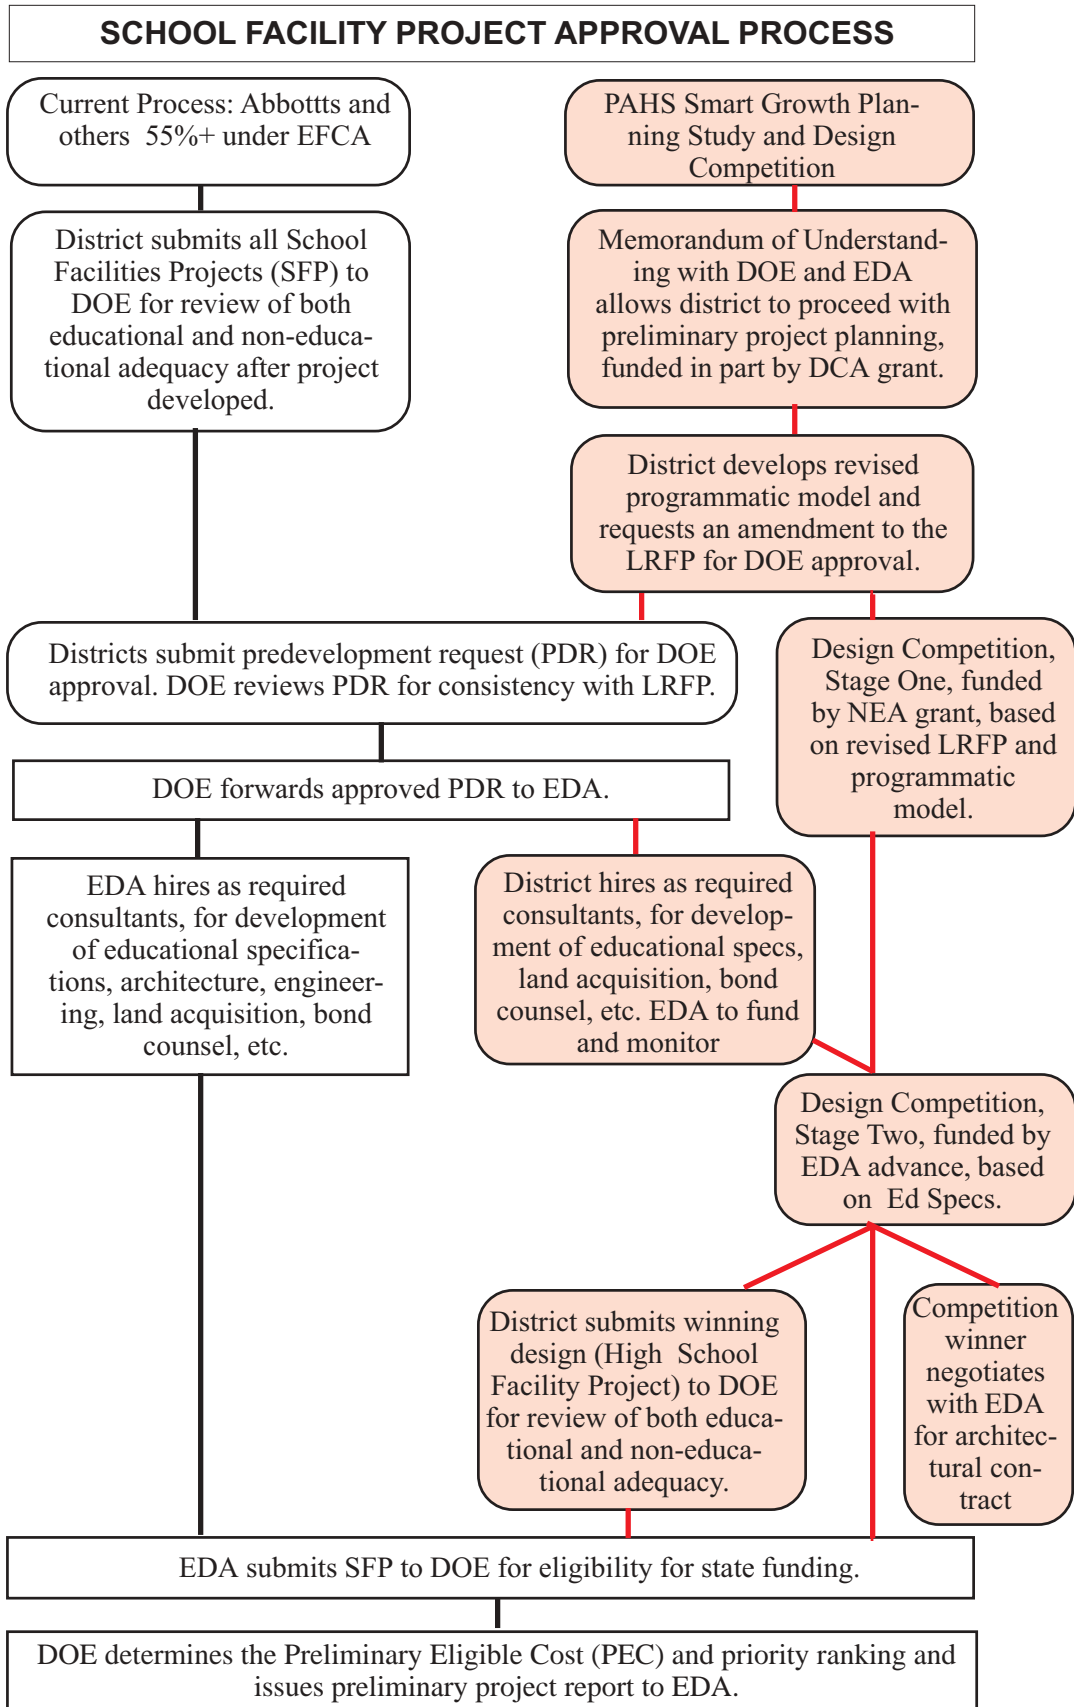 SCHOOL FACILITY PROJECT APPROVAL PROCESS
Current Process: Abbottts and
others 55%+ under EFCA
PAHS Smart Growth Plan-
ning Study and Design
Competition
District submits all School
Facilities Projects (SFP) to
DOE for review of both
educational and non-educa-
tional adequacy after project
developed.
Memorandum of Understand-
ing with DOE and EDA
allows district to proceed with
preliminary project planning,
funded in part by DCA grant.
District develops revised
programmatic model and
requests an amendment to the
LRFP for DOE approval.
Districts submit predevelopment request (PDR) for DOE
approval. DOE reviews PDR for consistency with LRFP.
Design Competition,
Stage One, funded
by NEA grant, based
on revised LRFP and
programmatic
model.
DOE forwards approved PDR to EDA.
EDA hires as required
consultants, for development
of educational specifica-
tions, architecture, engineer-
ing, land acquisition, bond
counsel, etc.
District hires as required
consultants, for develop-
ment of educational specs,
land acquisition, bond
counsel, etc. EDA to fund
and monitor
Design Competition,
Stage Two, funded by
EDA advance, based
on Ed Specs.
District submits winning
design (High School
Facility Project) to DOE
for review of both educa-
tional and non-educa-
tional adequacy.
Competition
winner
negotiates
with EDA
for architec-
tural con-
tract
EDA submits SFP to DOE for eligibility for state funding.
DOE determines the Preliminary Eligible Cost (PEC) and priority ranking and
issues preliminary project report to EDA.